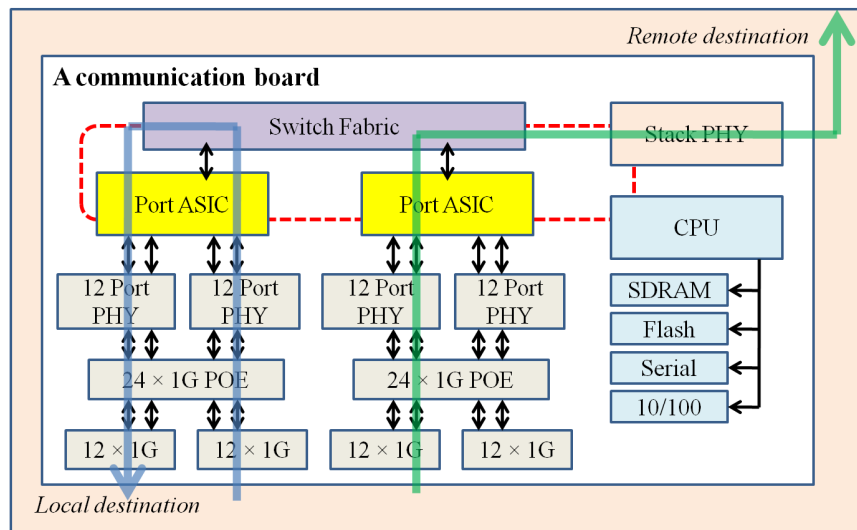 Remote destination
A communication board
Switch Fabric
Stack PHY
Port ASIC
Port ASIC
CPU
12 Port
PHY
12 Port
PHY
12 Port
PHY
12 Port
PHY
SDRAM
Flash
Serial
10/100
24 × 1G POE
24 × 1G POE
12 × 1G
12 × 1G
12 × 1G
12 × 1G
Local destination